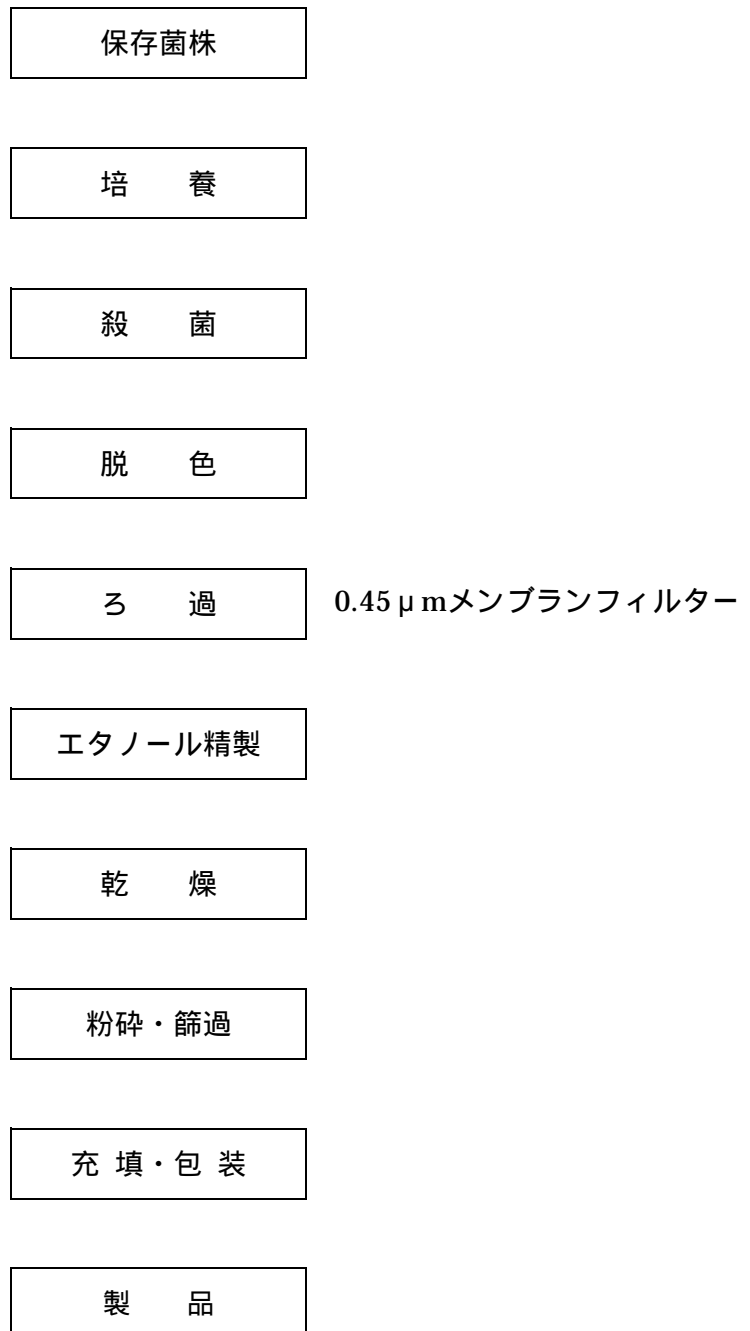 保存菌株
培　　養
殺　　菌
脱　　色
ろ　　過　0.45μmメンブランフィルター
エタノール精製
乾　　燥
粉砕・篩過
充 填・包 装
製　　品